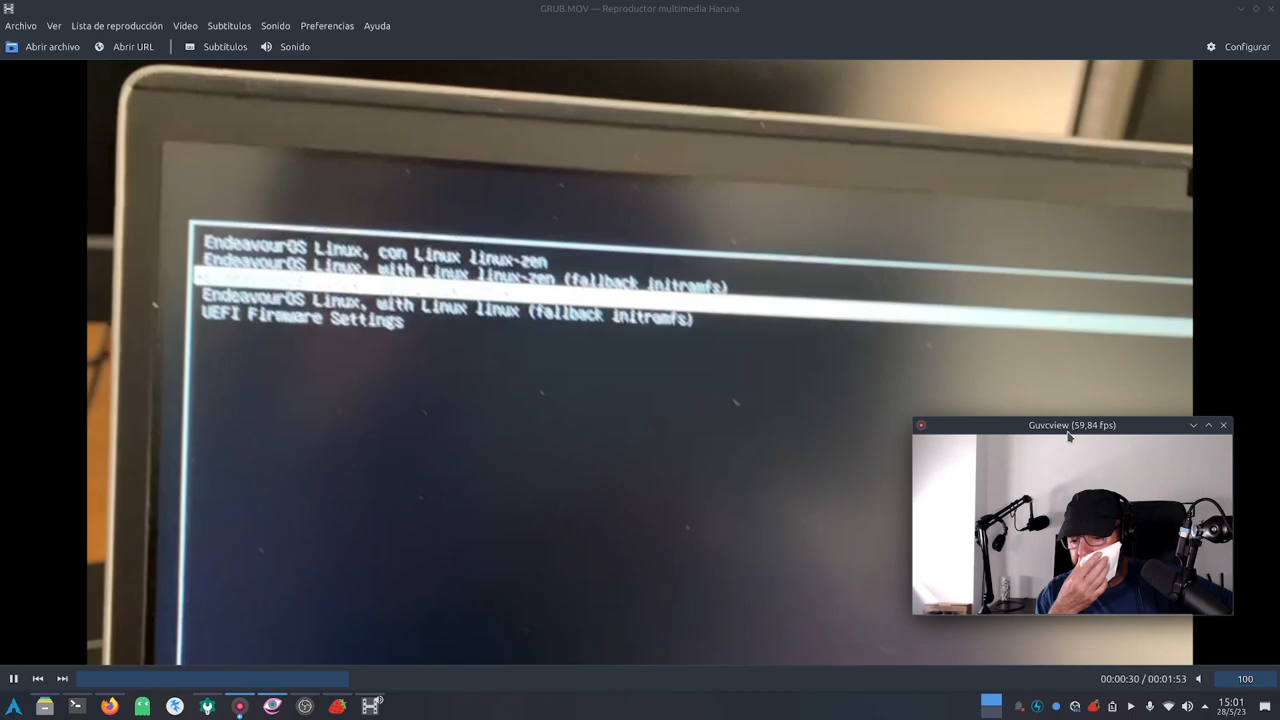 GRUB.MOV — Reproductor multimedia Haruna
Archivo Ver Lista de reproducción Vídeo Subtítulos Sonido Preferencias Ayuda
Abrir archivo Abrir URL Subtítulos Sonido Configurar
EndeavourOS Linux, con Linux linux-zen
EndeavourOS Linux, with Linux linux-zen (fallback initramfs)
EndeavourOS Linux, with Linux linux (fallback initramfs)
UEFI Firmware Settings
Guvcview (59,84 fps)
00:00:30 / 00:01:53 100
15:01
28/5/23